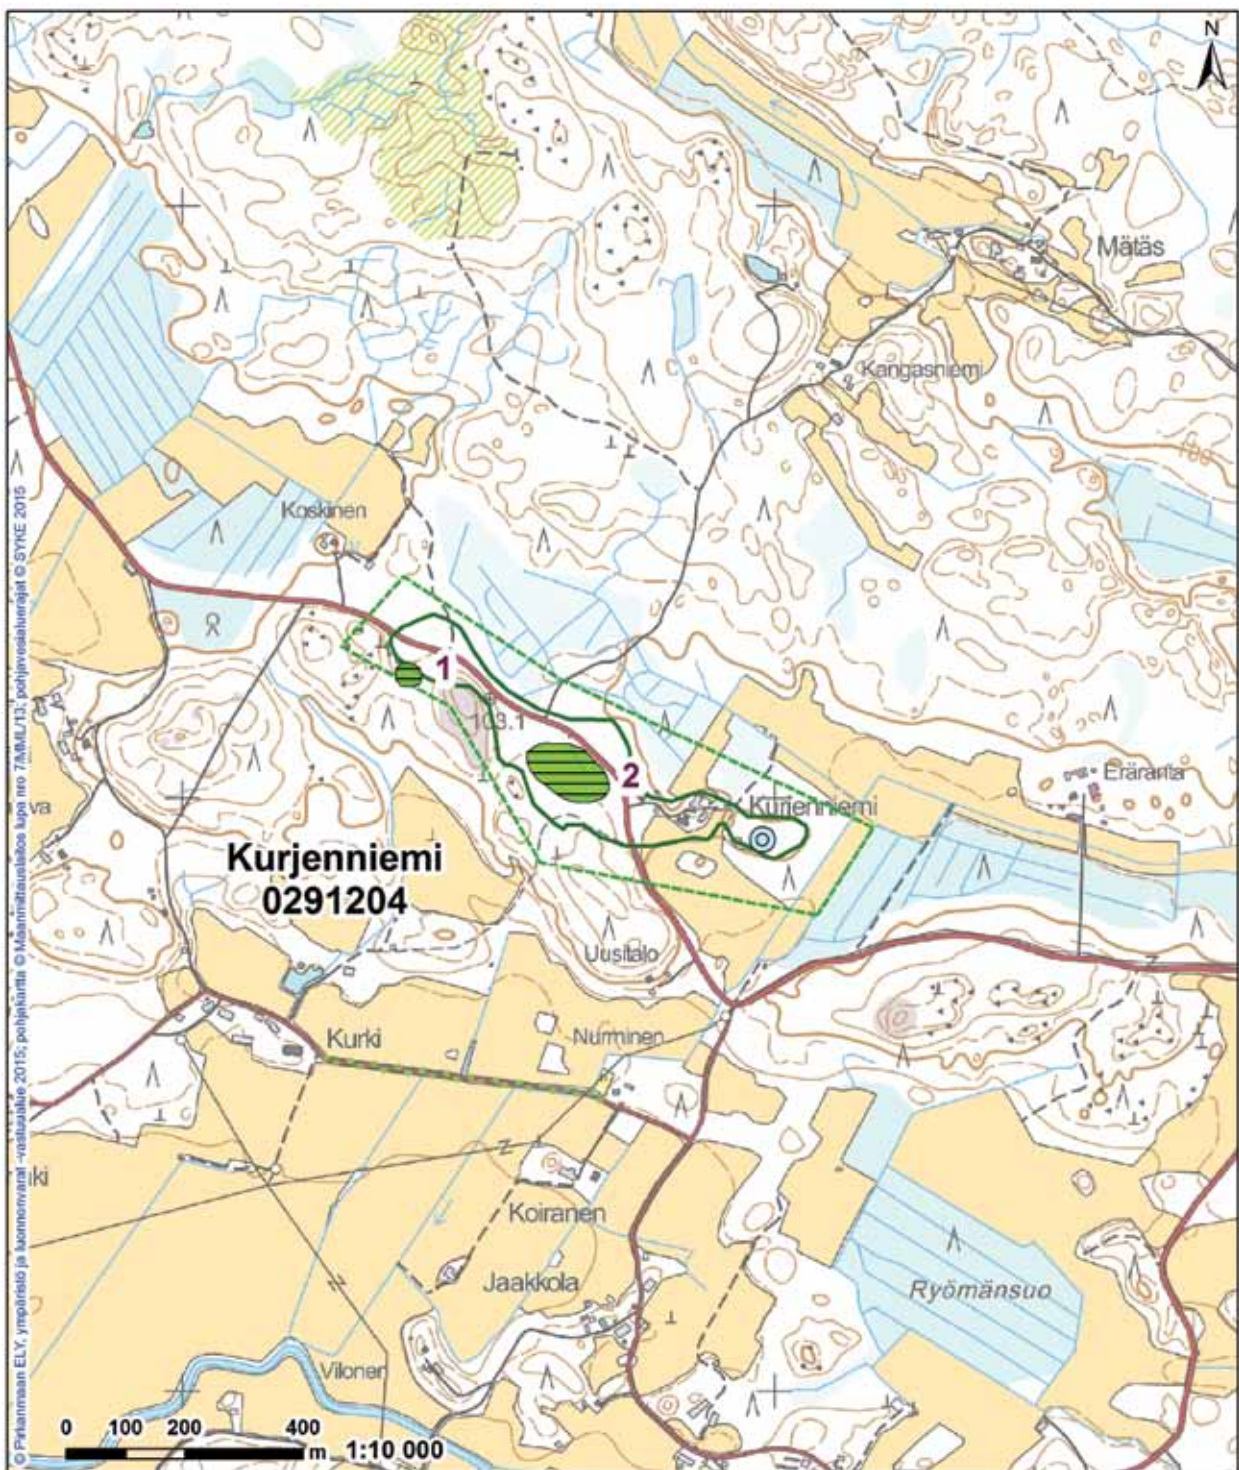 N
Mätäs
Kangasniemi
Koskinen
1
103.1
2
Kurjenniemi
Eräranta
Kurjenniemi
0291204
Uusitalo
Nurminen
Kurki
Koiranen
Jaakkola
Ryömänsuo
Vilonen
0 100 200 400
m 1:10 000
© Pirkanmaan ELY, ympäristö ja luonnonvarat -vastuualue 2015; pohjakartta © Maanmittauslaitos lupa nro 7/MML/13; pohjavesialuerajat © SYKE 2015